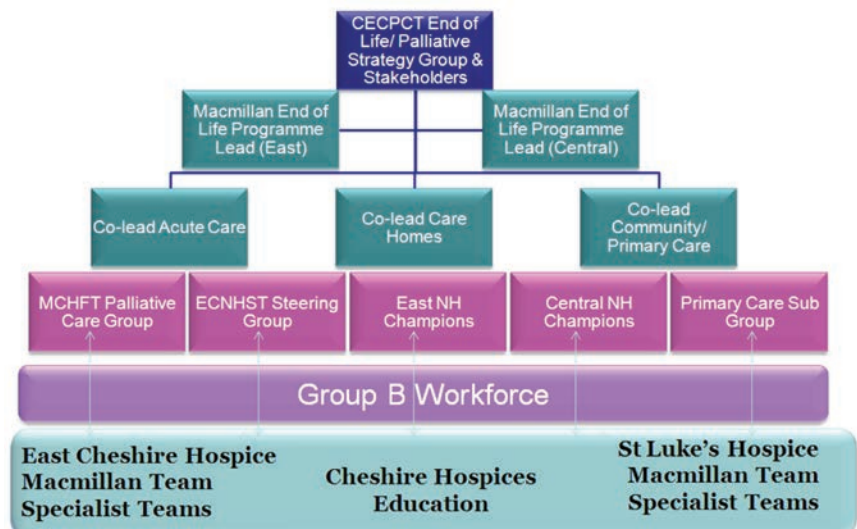 CECPCT End of
Life/ Palliative
Strategy Group &
Stakeholders
Macmillan End of
Life Programme
Lead (East)
Macmillan End of
Life Programme
Lead (Central)
Co-lead Acute Care
Co-lead Care
Homes
Co-lead
Community/
Primary Care
MCHFT Palliative
Care Group
ECNHST Steering
Group
East NH
Champions
Central NH
Champions
Primary Care Sub
Group
Group B Workforce
East Cheshire Hospice
Macmillan Team
Specialist Teams
Cheshire Hospices
Education
St Luke's Hospice
Macmillan Team
Specialist Teams